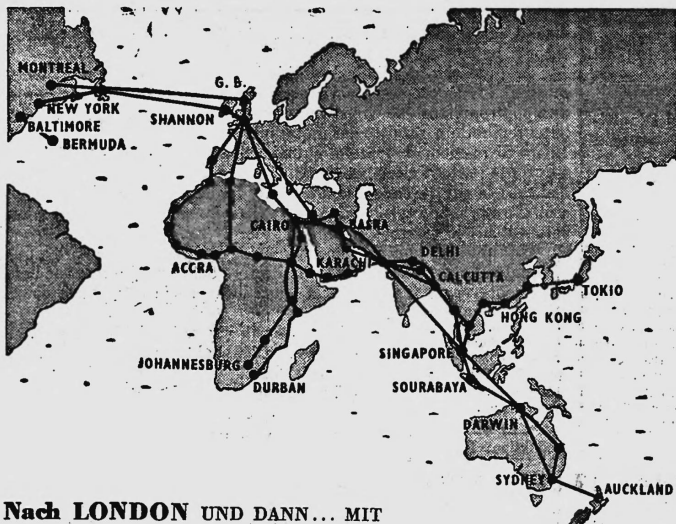 MONTREAL
G. B.
NEW YORK
SHANNON
BALTIMORE
BERMUDA
CAIRO
BASRA
ACCRA
KARACHI
DELHI
CALCUTTA
TOKIO
HONG KONG
JOHANNESBURG
SINGAPORE
DURBAN
SOURABAYA
DARWIN
SYDNEY
AUCKLAND
Nach LONDON UND DANN... MIT